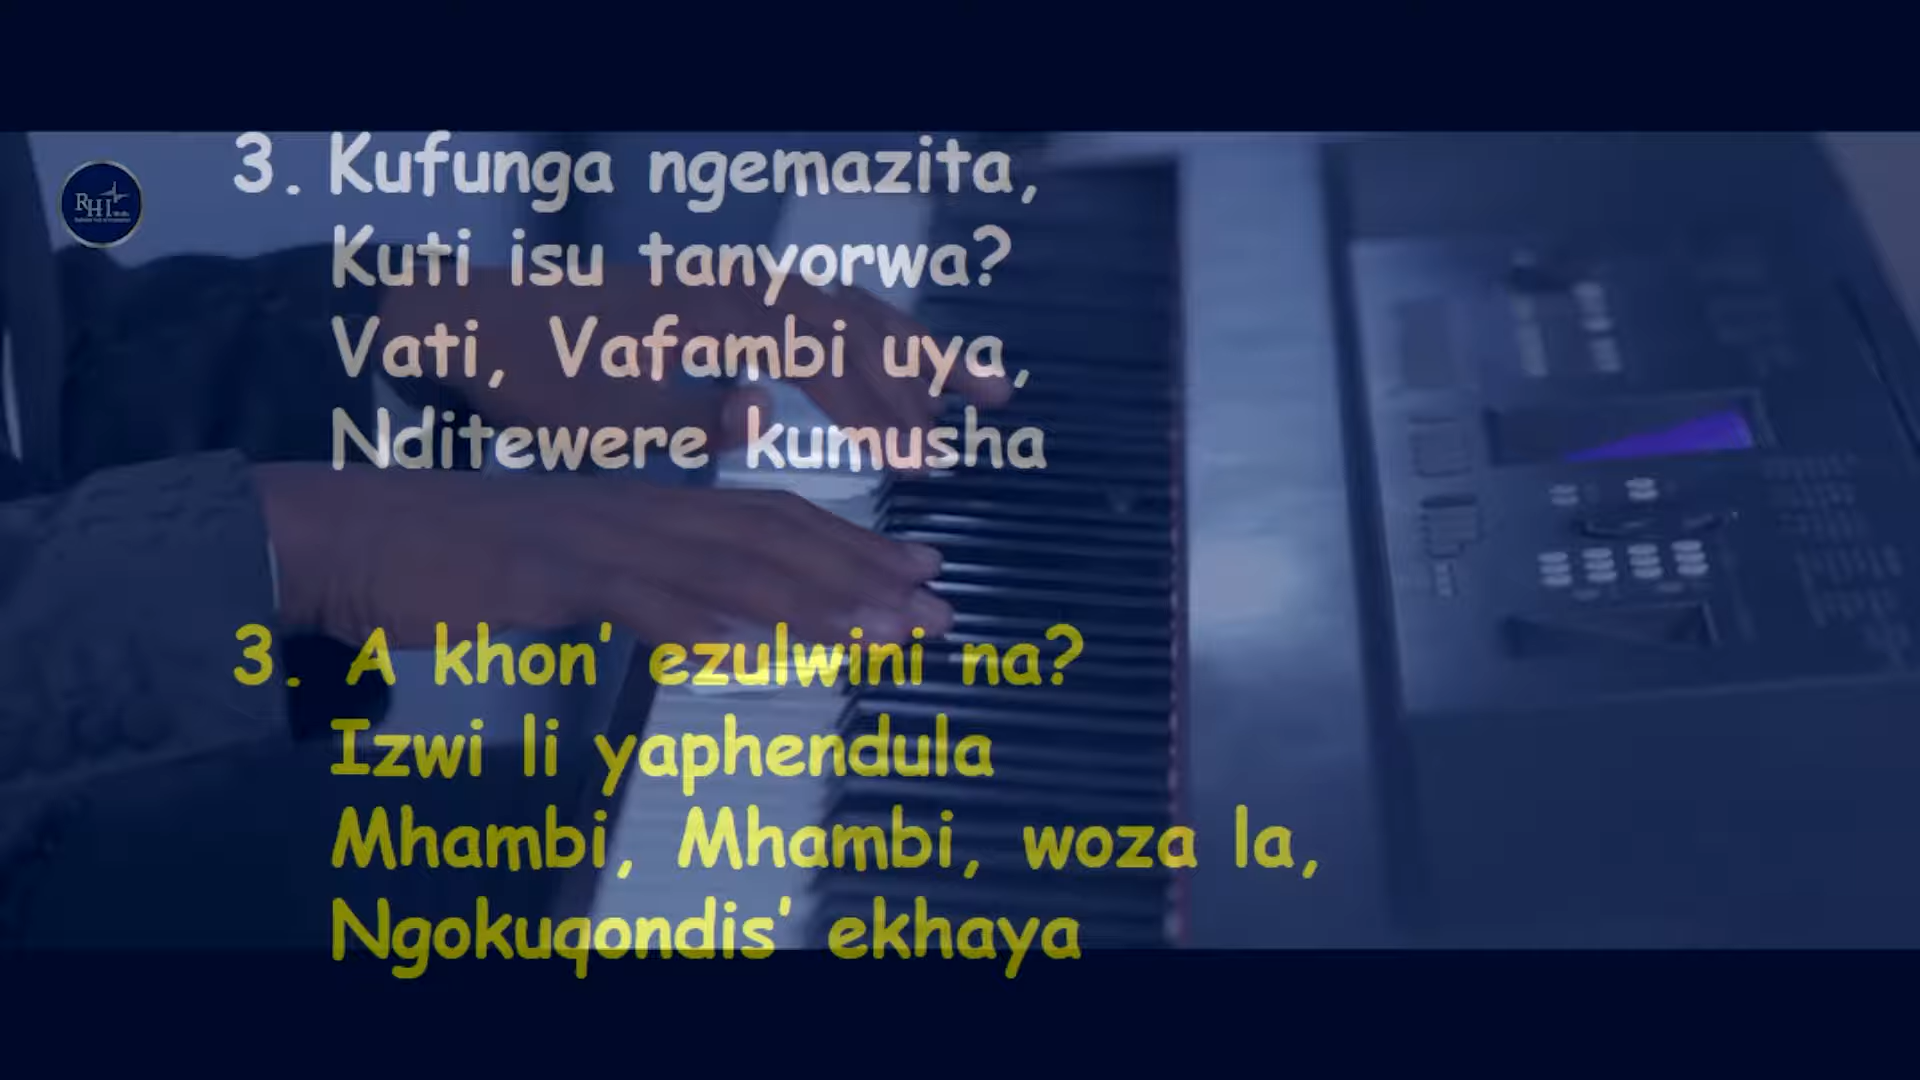 RHI
3. Kufunga ngemazita,
Kuti isu tanyorwa?
Vati, Vafambi uya,
Nditewere kumusha
3. A khon' ezulwini na?
Izwi li yaphendula
Mhambi, Mhambi, woza la,
Ngokuqondis' ekhaya